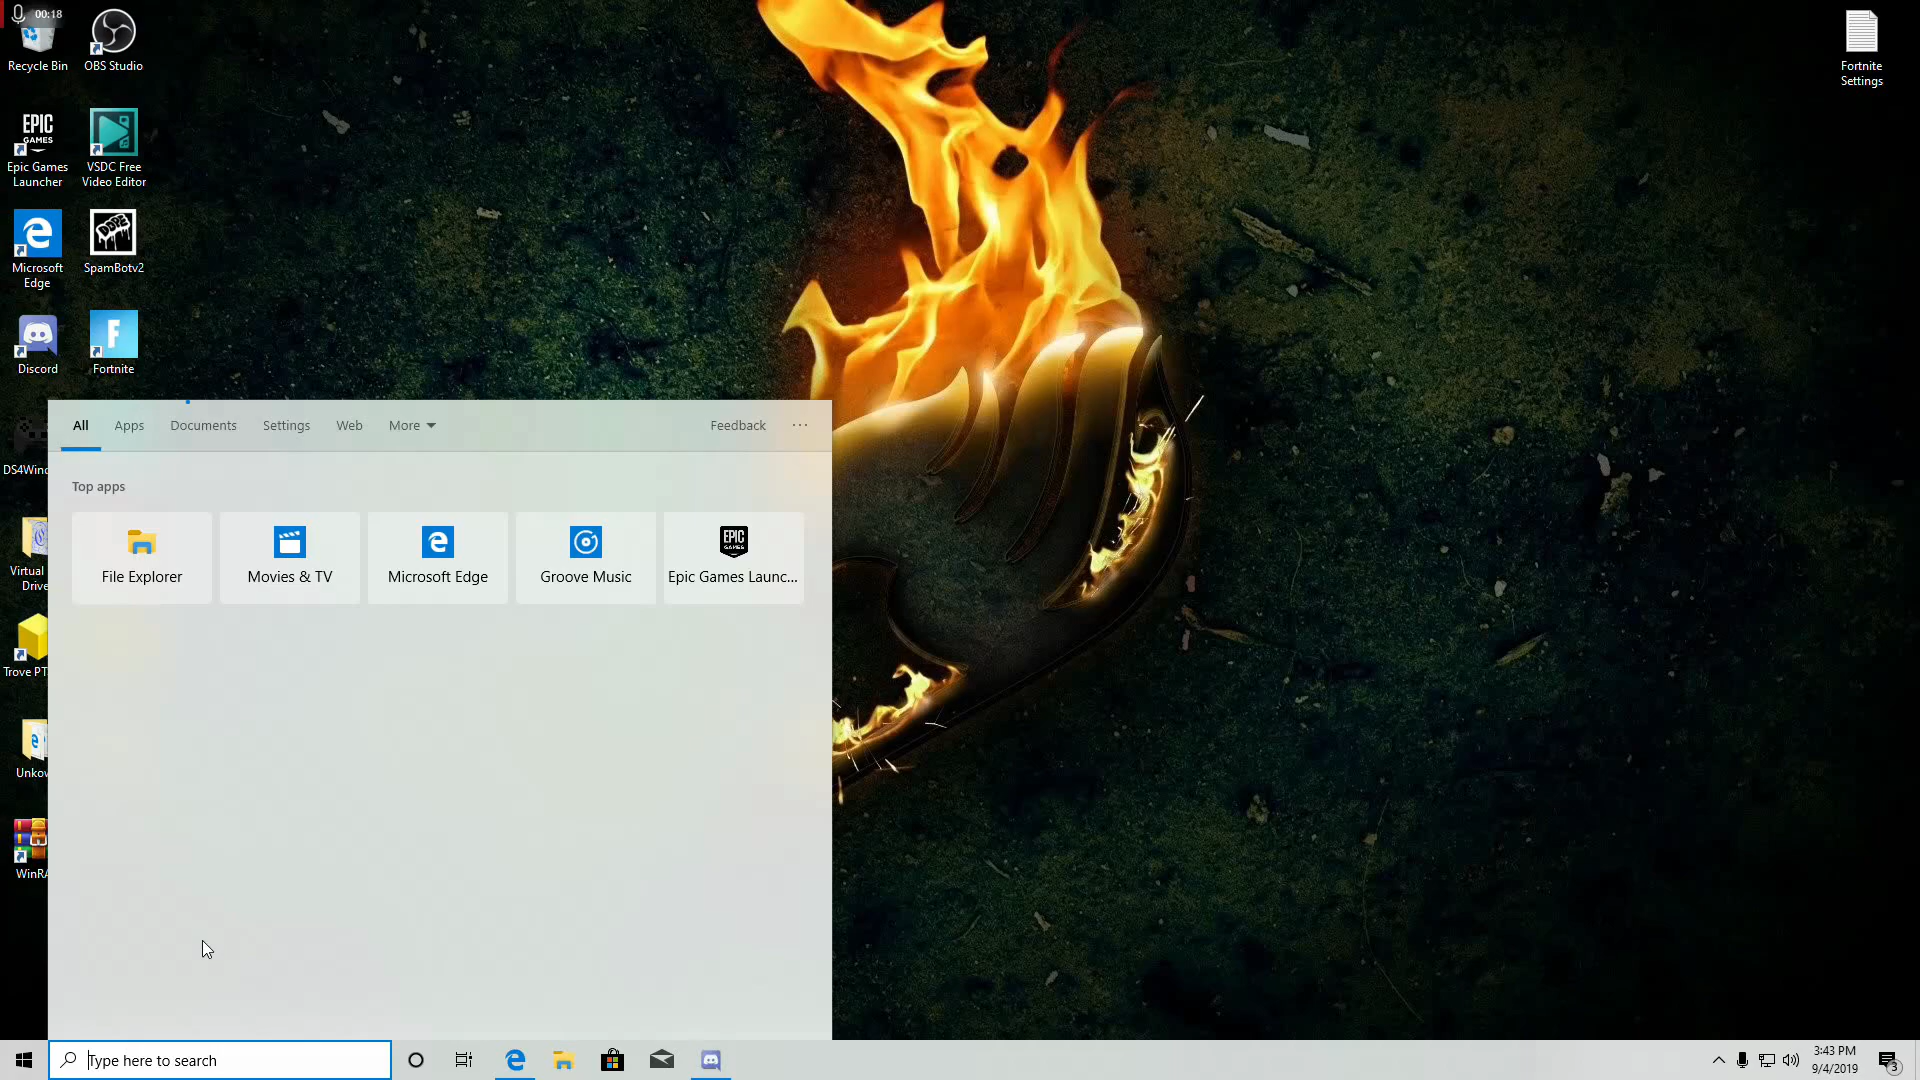 00:18
Recycle Bin
OBS Studio
EPIC
GAMES
Epic Games
Launcher
VSDC Free
Video Editor
Microsoft
Edge
SpamBotv2
Discord
Fortnite
DS4Wind
Virtual
Drive
Trove PT
Unkow
WinRA
Fortnite
Settings
All
Apps
Documents
Settings
Web
More
Feedback
Top apps
File Explorer
Movies & TV
Microsoft Edge
Groove Music
EPIC
GAMES
Epic Games Launc...
Type here to search
3:43 PM
9/4/2019
3